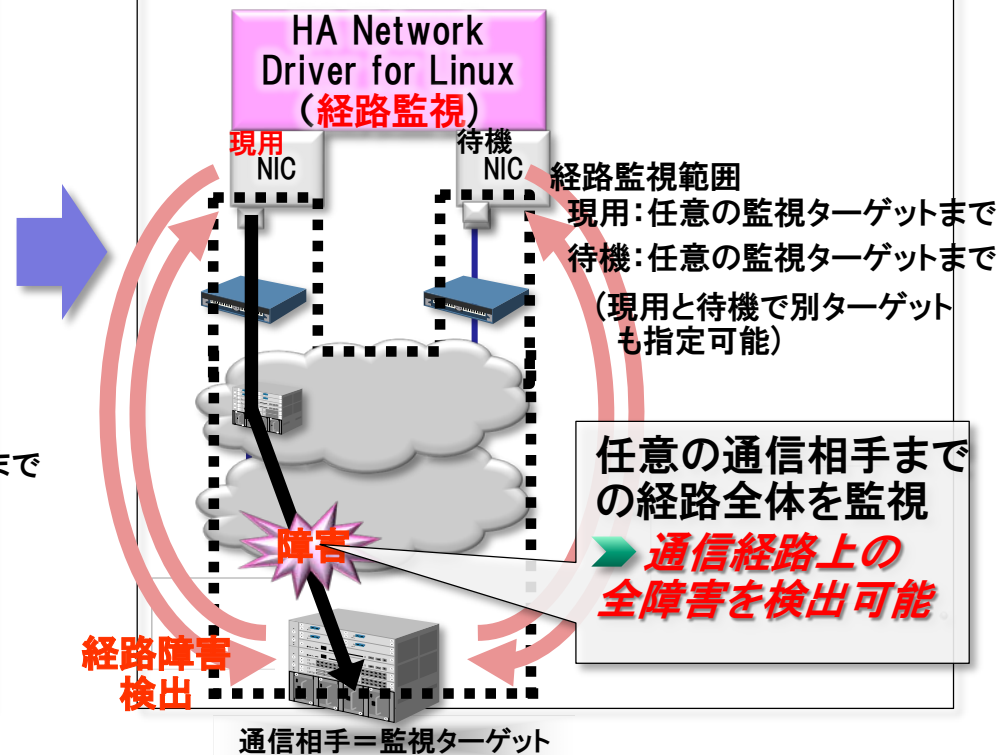 HA Network
Driver for Linux
（経路監視）
現用
NIC
待機
NIC
経路監視範囲
現用：任意の監視ターゲットまで
待機：任意の監視ターゲットまで
（現用と待機で別ターゲット
も指定可能）
まで
任意の通信相手まで
の経路全体を監視
通信経路上の
全障害を検出可能
障害
経路障害
検出
通信相手＝監視ターゲット